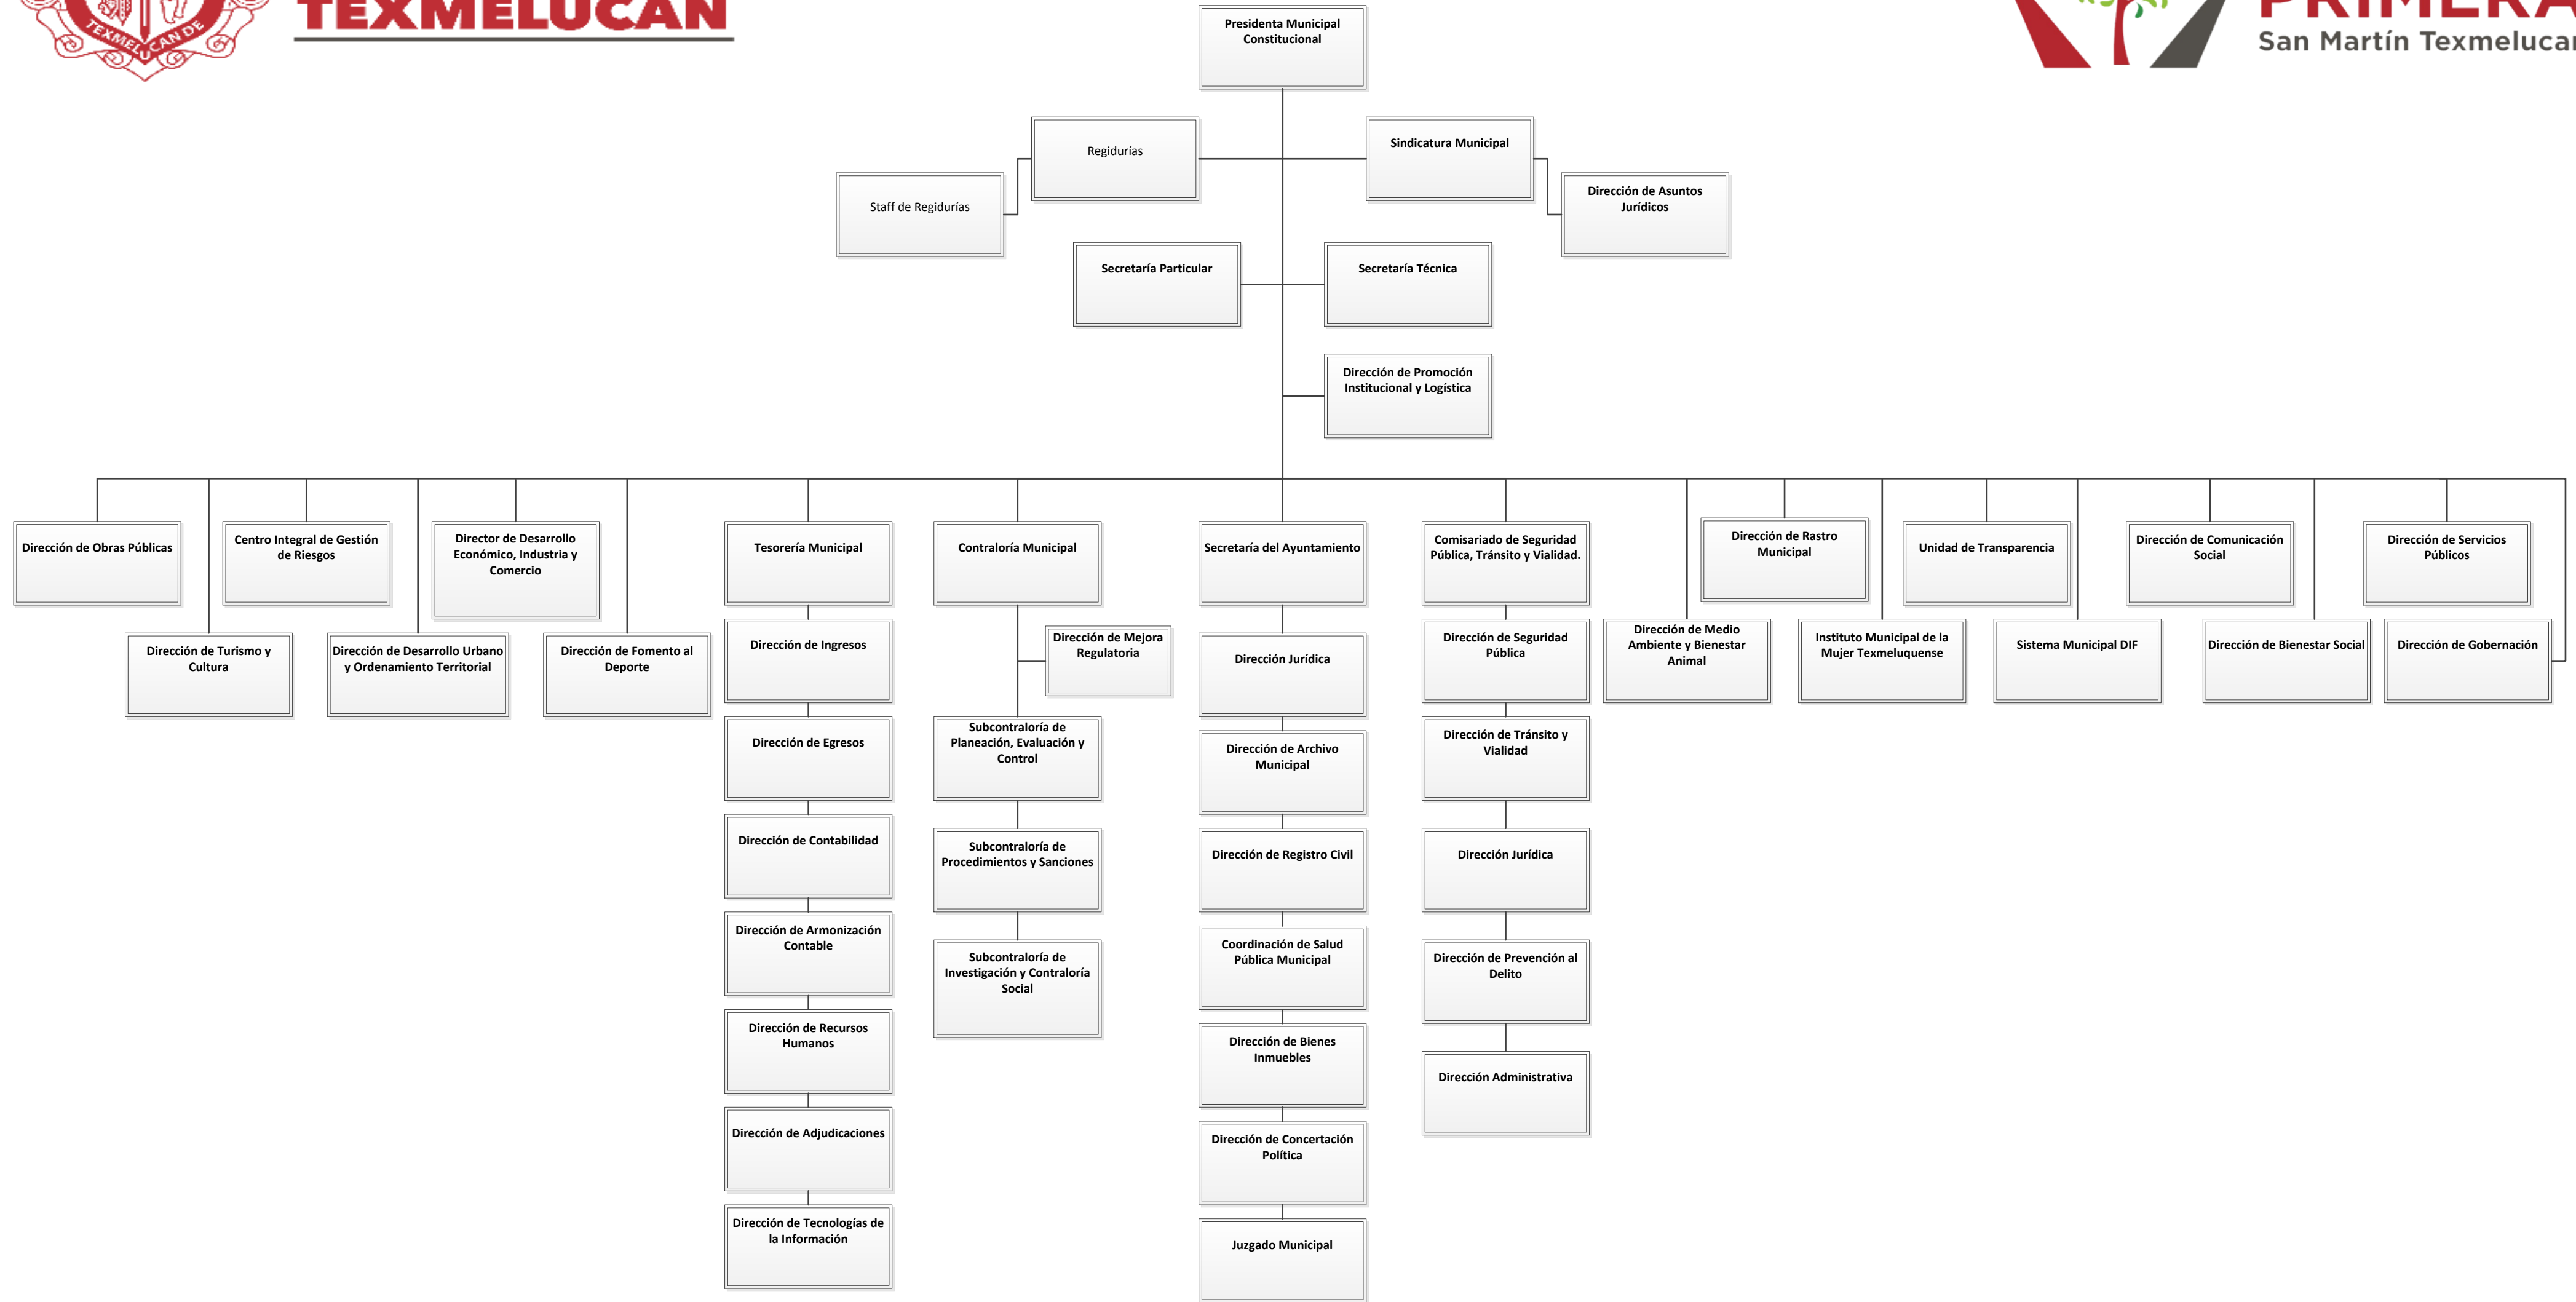 TEXMELUCAN
TEXMELUCAN DE
PRIMERA
San Martín Texmelucan
Presidenta Municipal
Constitucional
Regidurías
Sindicatura Municipal
Staff de Regidurías
Dirección de Asuntos
Jurídicos
Secretaría Particular
Secretaría Técnica
Dirección de Promoción
Institucional y Logística
Dirección de Obras Públicas
Centro Integral de Gestión
de Riesgos
Director de Desarrollo
Económico, Industria y
Comercio
Tesorería Municipal
Contraloría Municipal
Secretaría del Ayuntamiento
Comisariado de Seguridad
Pública, Tránsito y Vialidad.
Dirección de Rastro
Municipal
Unidad de Transparencia
Dirección de Comunicación
Social
Dirección de Servicios
Públicos
Dirección de Turismo y
Cultura
Dirección de Desarrollo Urbano
y Ordenamiento Territorial
Dirección de Fomento al
Deporte
Dirección de Ingresos
Dirección de Mejora
Regulatoria
Dirección Jurídica
Dirección de Seguridad
Pública
Dirección de Medio
Ambiente y Bienestar
Animal
Instituto Municipal de la
Mujer Texmeluquense
Sistema Municipal DIF
Dirección de Bienestar Social
Dirección de Gobernación
Dirección de Egresos
Subcontraloría de
Planeación, Evaluación y
Control
Dirección de Archivo
Municipal
Dirección de Tránsito y
Vialidad
Dirección de Contabilidad
Subcontraloría de
Procedimientos y Sanciones
Dirección de Registro Civil
Dirección Jurídica
Dirección de Armonización
Contable
Subcontraloría de
Investigación y Contraloría
Social
Coordinación de Salud
Pública Municipal
Dirección de Prevención al
Delito
Dirección de Recursos
Humanos
Dirección de Bienes
Inmuebles
Dirección Administrativa
Dirección de Adjudicaciones
Dirección de Concertación
Política
Dirección de Tecnologías de
la Información
Juzgado Municipal